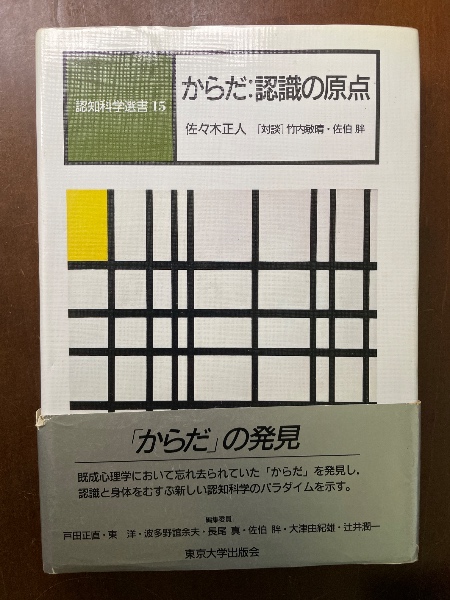 認知科学選書 15
からだ:認識の原点
佐々木正人 [対談]竹内敏晴・佐伯 胖
「からだ」の発見
既成心理学において忘れ去られていた「からだ」を発見し,
認識と身体をむすぶ新しい認知科学のパラダイムを示す。
編集委員
戸田正直・東 洋・波多野誼余夫・長尾 真・佐伯 胖・大津由紀雄・辻井潤一
東京大学出版会